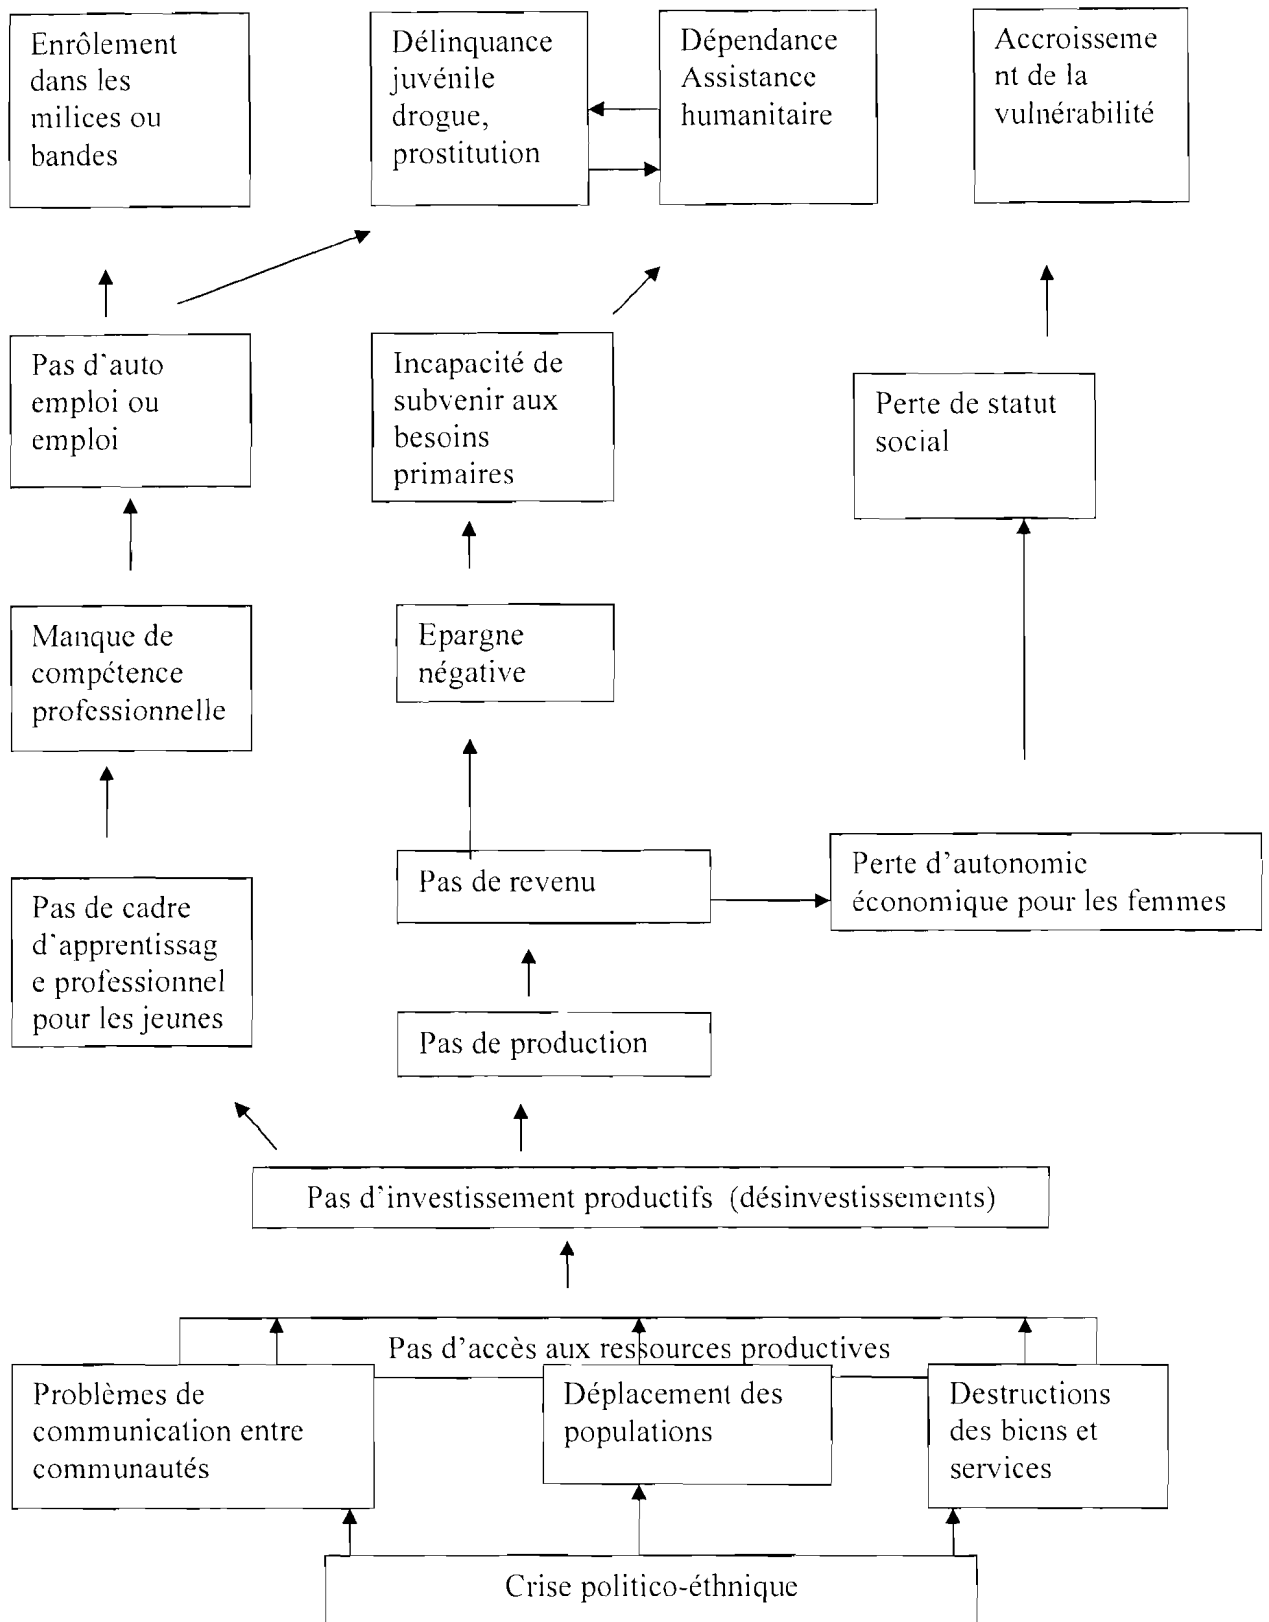 Enrôlement
dans les
milices ou
bandes
Délinquance
juvénile
drogue,
prostitution
Dépendance
Assistance
humanitaire
Accroisseme
nt de la
vulnérabilité
Pas d'auto
emploi ou
emploi
Incapacité de
subvenir aux
besoins
primaires
Perte de statut
social
Manque de
compétence
professionnelle
Epargne
négative
Pas de cadre
d'apprentissag
e professionnel
pour les jeunes
Pas de revenu
Perte d'autonomie
économique pour les femmes
Pas de production
Pas d'investissement productifs (désinvestissements)
Pas d'accès aux ressources productives
Problèmes de
communication entre
communautés
Déplacement des
populations
Destructions
des biens et
services
Crise politico-éthnique